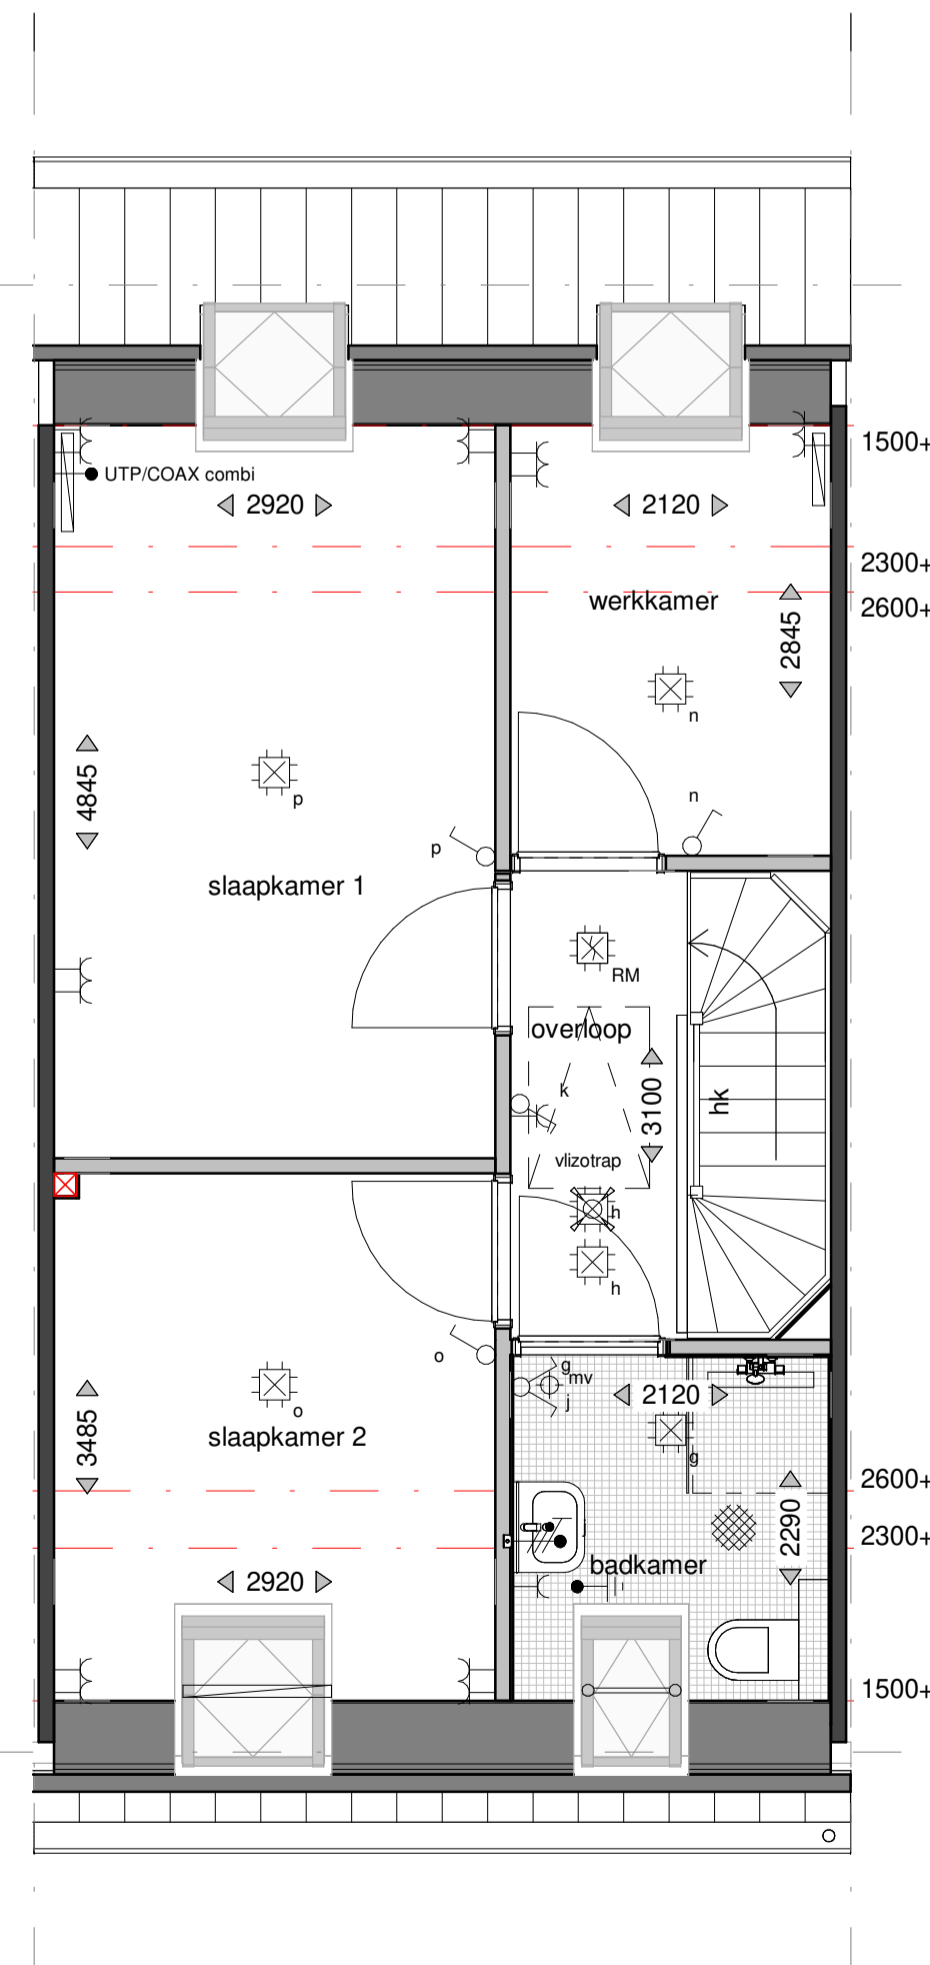 1500+
UTP/COAX combi
2920
2120
2300+
2600+
werkkamer
2845
n
4845
p
n
p
slaapkamer 1
RM
overloop
k
3100
hk
vlizotrap
h
h
o
g
mv
j
2120
o
slaapkamer 2
3485
g
2600+
2290
2300+
badkamer
2920
1500+